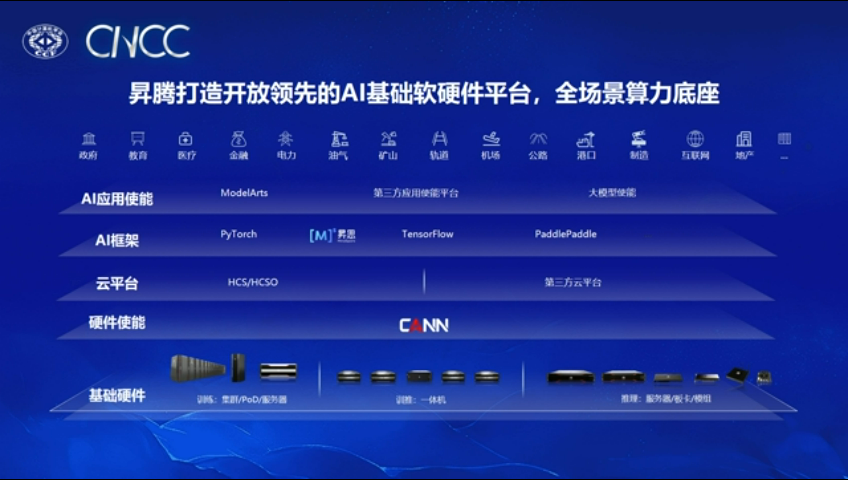 CCF
CNCC
昇腾打造开放领先的AI基础软硬件平台，全场景算力底座
政府 教育 医疗 金融 电力 油气 矿山 轨道 机场 公路 港口 制造 互联网 地产 ...
AI应用使能 ModelArts 第三方应用使能平台 大模型使能
AI框架 PyTorch [M]s 昇思 TensorFlow PaddlePaddle
云平台 HCS/HCSO 第三方云平台
硬件使能 CANN
基础硬件 训练：集群/PoD/服务器 训推：一体机 推理：服务器/板卡/模组